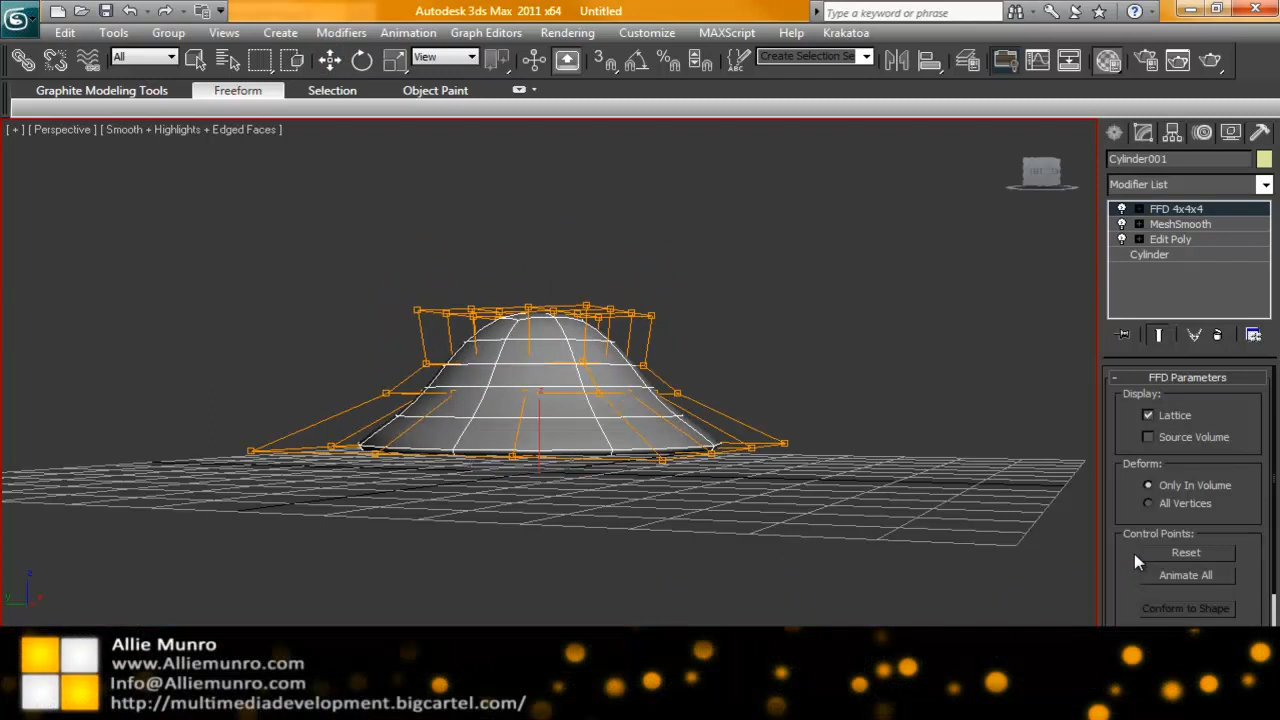 Autodesk 3ds Max 2011 x64 Untitled
Type a keyword or phrase
Edit Tools Group Views Create Modifiers Animation Graph Editors Rendering Customize MAXScript Help Krakatoa
All View Create Selection Se
Graphite Modeling Tools Freeform Selection Object Paint
[ + ] [ Perspective ] [ Smooth + Highlights + Edged Faces ]
Cylinder001
Modifier List
FFD 4x4x4
MeshSmooth
Edit Poly
Cylinder
- FFD Parameters
Display:
Lattice
Source Volume
Deform:
Only In Volume
All Vertices
Control Points:
Reset
Animate All
Conform to Shape
z
y x
Allie Munro
www.Alliemunro.com
Info@Alliemunro.com
http://multimediadevelopment.bigcartel.com/